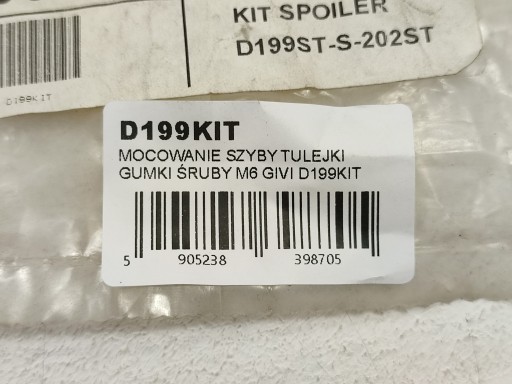 KIT SPOILER
D199ST-S-202ST
D199KIT
D199KIT
MOCOWANIE SZYBY TULEJKI
GUMKI ŚRUBY M6 GIVI D199KIT
5 905238 398705